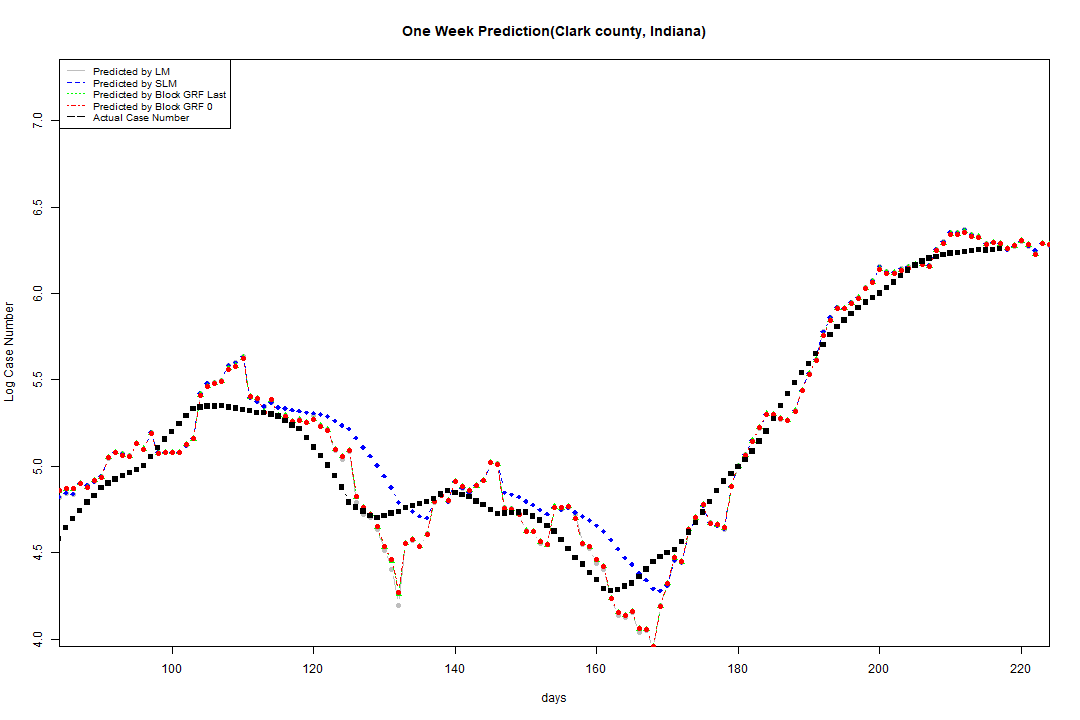 One Week Prediction(Clark county, Indiana)
Predicted by LM
Predicted by SLM
Predicted by Block GRF Last
Predicted by Block GRF 0
Actual Case Number
7.0
6.5
6.0
5.5
5.0
4.5
4.0
Log Case Number
100 120 140 160 180 200 220
days